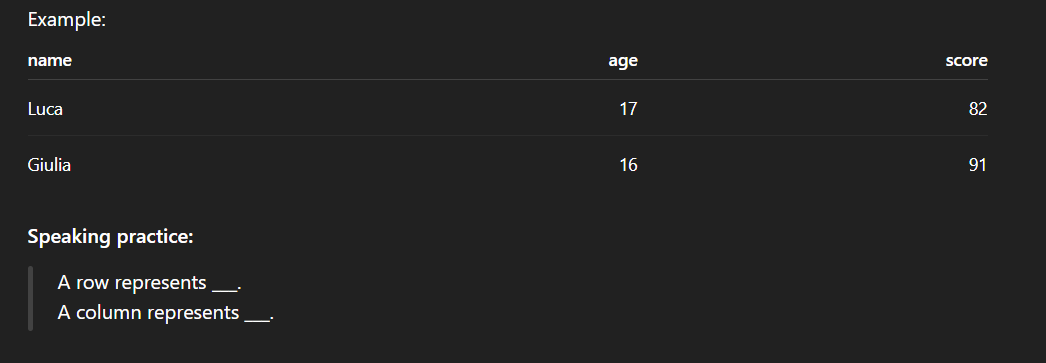 Example:
name age score
Luca 17 82
Giulia 16 91
Speaking practice:
A row represents ___.
A column represents ___.